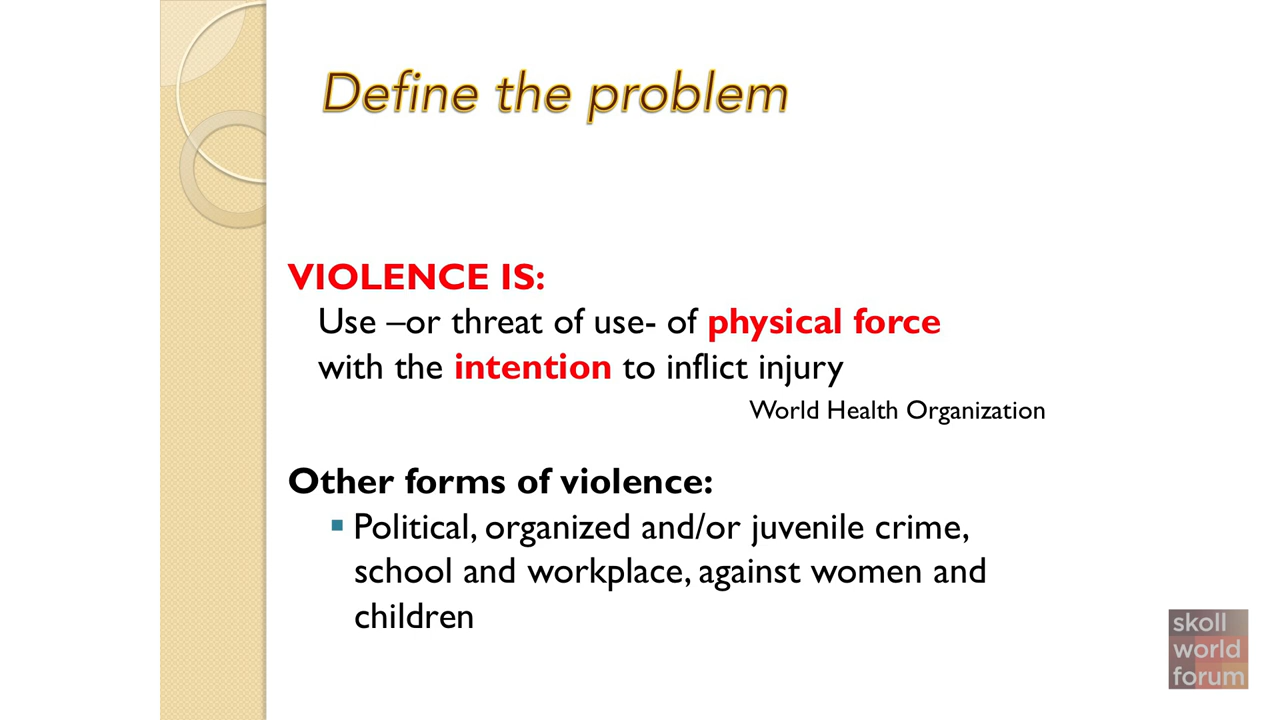 Define the problem
VIOLENCE IS:
Use –or threat of use- of physical force
with the intention to inflict injury
World Health Organization
Other forms of violence:
▪ Political, organized and/or juvenile crime,
school and workplace, against women and
children
skoll
world
forum